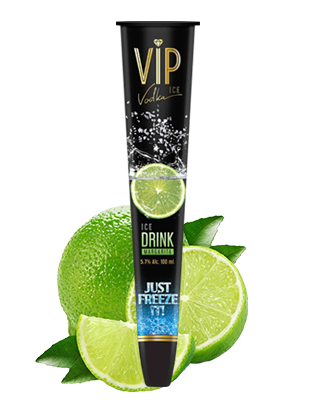 VIP
Vodka ICE
ICE
DRINK
MARGARITA
5.7% Alc. 100 ml.
JUST
FREEZE
IT!